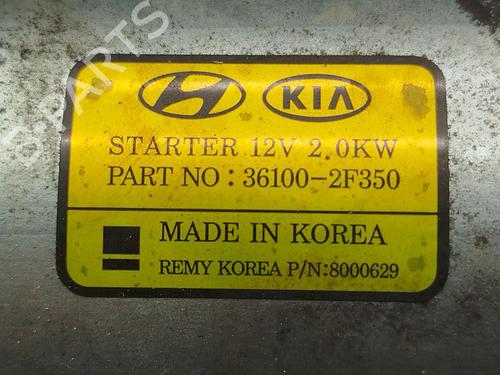 KIA
STARTER 12V 2.0KW
PART NO : 36100-2F350
MADE IN KOREA
REMY KOREA P/N:8000629
B-PARTS